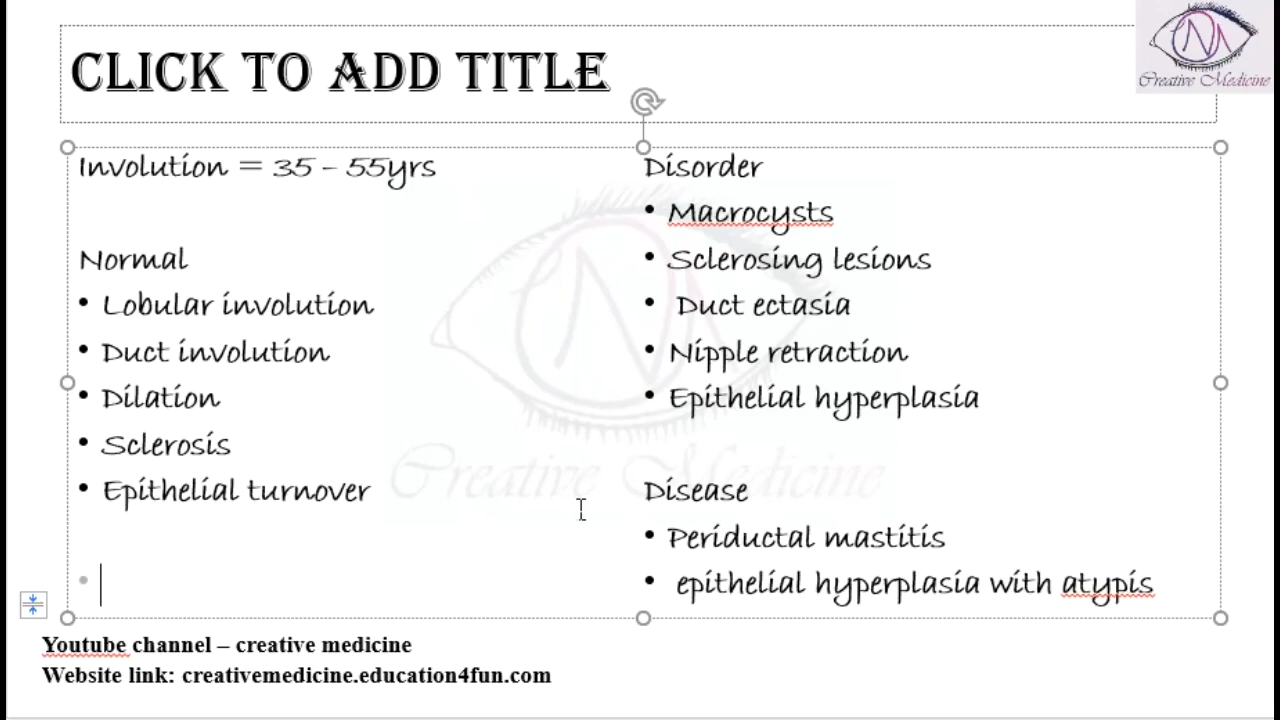 CLICK TO ADD TITLE
Creative Medicine
Involution = 35 – 55yrs
Normal
• Lobular involution
• Duct involution
• Dilation
• Sclerosis
• Epithelial turnover
Disorder
• Macrocysts
• Sclerosing lesions
• Duct ectasia
• Nipple retraction
• Epithelial hyperplasia
Disease
• Periductal mastitis
• epithelial hyperplasia with atypis
Creative Medicine
Youtube channel – creative medicine
Website link: creativemedicine.education4fun.com